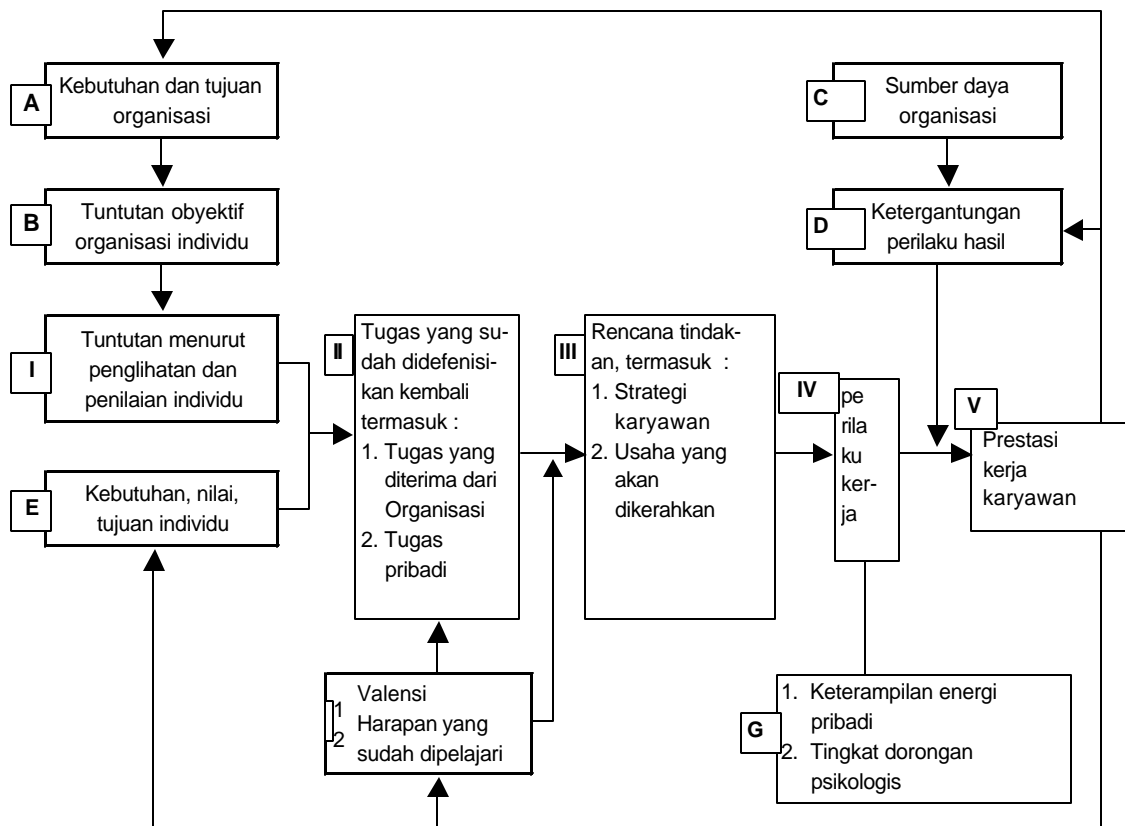 A
Kebutuhan dan tujuan
organisasi
C
Sumber daya
organisasi
B
Tuntutan obyektif
organisasi individu
D
Ketergantungan
perilaku hasil
I
Tuntutan menurut
penglihatan dan
penilaian individu
E
Kebutuhan, nilai,
tujuan individu
II
Tugas yang su-
dah didefenisi-
kan kembali
termasuk :
1. Tugas yang
diterima dari
Organisasi
2. Tugas
pribadi
III
Rencana tindak-
an, termasuk :
1. Strategi
karyawan
2. Usaha yang
akan
dikerahkan
IV
pe
rila
ku
ker-
ja
V
Prestasi
kerja
karyawan
Valensi
1
Harapan yang
2
sudah dipelajari
G
1. Keterampilan energi
pribadi
2. Tingkat dorongan
psikologis